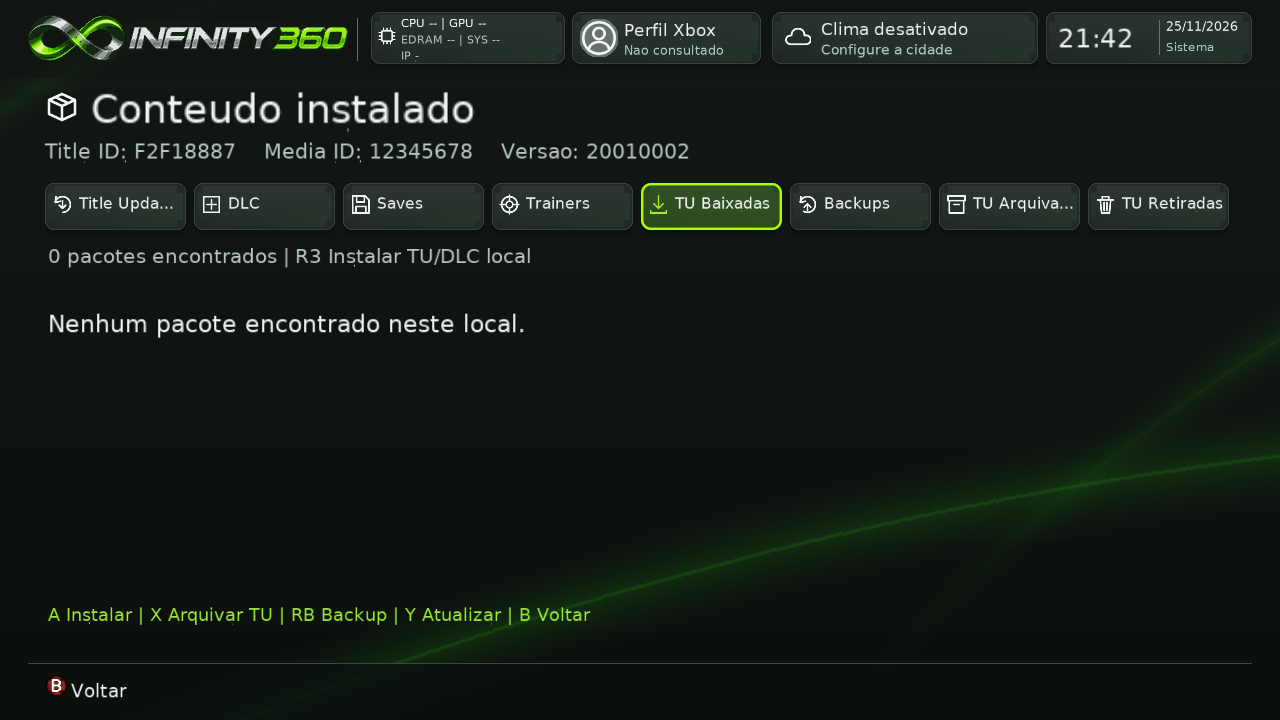 INFINITY 360
CPU -- | GPU --
EDRAM -- | SYS --
IP -
Perfil Xbox
Nao consultado
Clima desativado
Configure a cidade
21:42
25/11/2026
Sistema
Conteudo instalado
Title ID: F2F18887 Media ID: 12345678 Versao: 20010002
Title Upda...
DLC
Saves
Trainers
TU Baixadas
Backups
TU Arquiva...
TU Retiradas
0 pacotes encontrados | R3 Instalar TU/DLC local
Nenhum pacote encontrado neste local.
A Instalar | X Arquivar TU | RB Backup | Y Atualizar | B Voltar
B Voltar